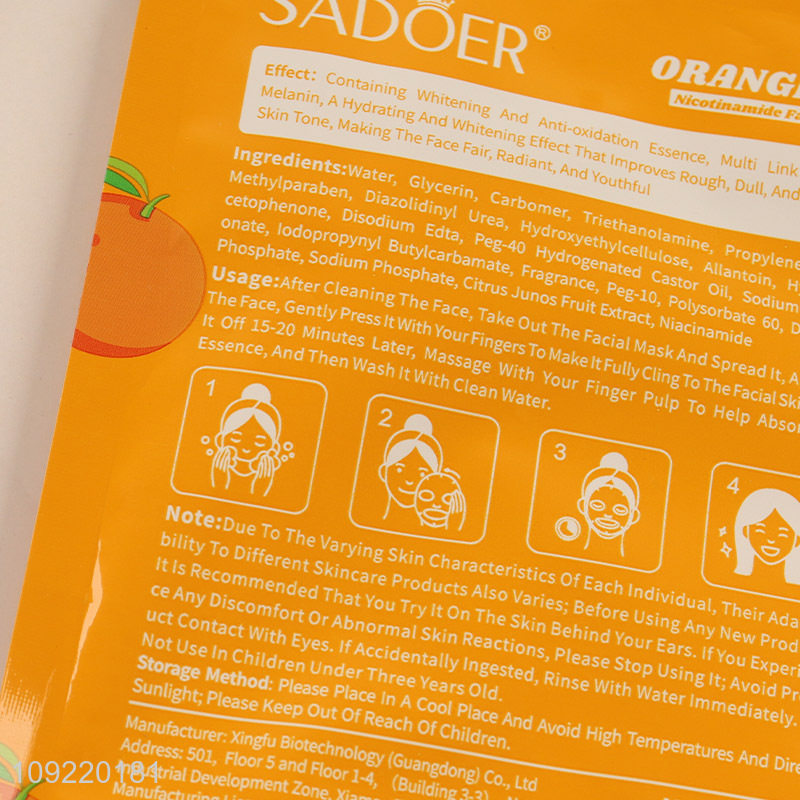 SADOER®
ORANG
Nicotinamide
Effect: Containing Whitening And Anti-oxidation Essence, Multi Link
Melanin, A Hydrating And Whitening Effect That Improves Rough, Dull, And
Skin Tone, Making The Face Fair, Radiant, And Youthful
Ingredients:Water, Glycerin, Carbomer, Triethanolamine, Propylene
Methylparaben, Diazolidinyl Urea, Hydroxyethylcellulose, Allantoin, H
cetophenone, Disodium Edta, Peg-40 Hydrogenated Castor Oil, Sodium
onate, Iodopropynyl Butylcarbamate, Fragrance, Peg-10, Polysorbate 60, D
Phosphate, Sodium Phosphate, Citrus Junos Fruit Extract, Niacinamide
Usage:After Cleaning The Face, Take Out The Facial Mask And Spread It, A
The Face, Gently Press It With Your Fingers To Make It Fully Cling To The Facial Ski
It Off 15-20 Minutes Later, Massage With Your Finger Pulp To Help Absor
Essence, And Then Wash It With Clean Water.
1
2
3
4
Note:Due To The Varying Skin Characteristics Of Each Individual, Their Ada
bility To Different Skincare Products Also Varies; Before Using Any New Prod
It Is Recommended That You Try It On The Skin Behind Your Ears. If You Experi
ce Any Discomfort Or Abnormal Skin Reactions, Please Stop Using It; Avoid Pr
uct Contact With Eyes. If Accidentally Ingested, Rinse With Water Immediately.
Not Use In Children Under Three Years Old.
Storage Method: Please Place In A Cool Place And Avoid High Temperatures And Dire
Sunlight; Please Keep Out Of Reach Of Children.
Manufacturer: Xingfu Biotechnology (Guangdong) Co., Ltd
Address: 501, Floor 5 and Floor 1-4, (Building 3-3)
strial Development Zone,
Manufacturing
109220181